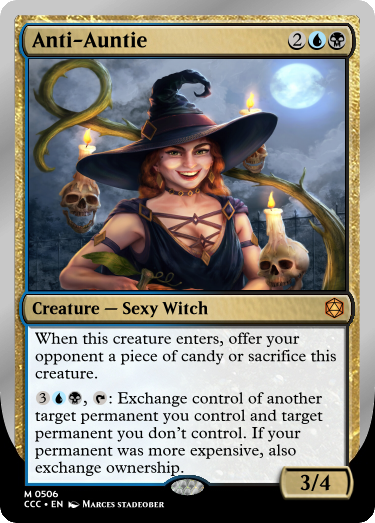 Anti-Auntie 2
Creature — Sexy Witch
When this creature enters, offer your
opponent a piece of candy or sacrifice this
creature.
3, : Exchange control of another
target permanent you control and target
permanent you don't control. If your
permanent was more expensive, also
exchange ownership.
3/4
M 0506
CCC • EN Marces stadeober